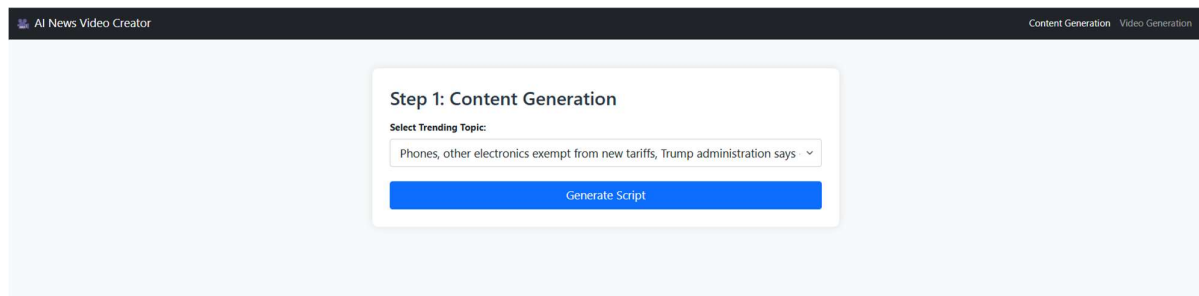 AI News Video Creator
Content Generation Video Generation
Step 1: Content Generation
Select Trending Topic:
Phones, other electronics exempt from new tariffs, Trump administration says
Generate Script